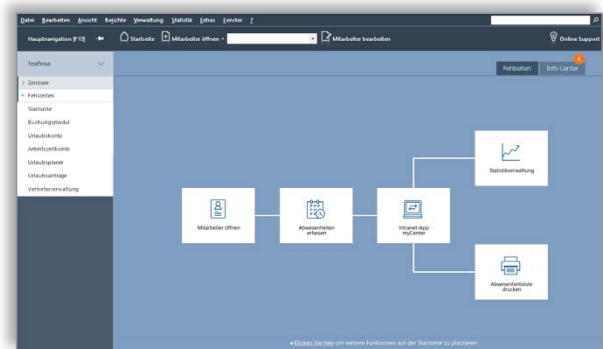 Datei Bearbeiten Ansicht Berichte Verwaltung Statistik Extras Fenster ?
Hauptnavigation [F10] Startseite Mitarbeiter öffnen Mitarbeiter bearbeiten Online Support
Testfirma
Fehlzeiten Info Center
Zentrale
Fehlzeiten
Startseite
Buchungsmodul
Urlaubskonto
Arbeitszeitkonto
Urlaubsplaner
Urlaubsanträge
Vertreterverwaltung
Statistikverwaltung
Mitarbeiter öffnen
Abwesenheiten
erfassen
Intranet-App
myCenter
Abwesenheitsliste
drucken
Klicken Sie hier um weitere Funktionen auf der Startseite zu platzieren